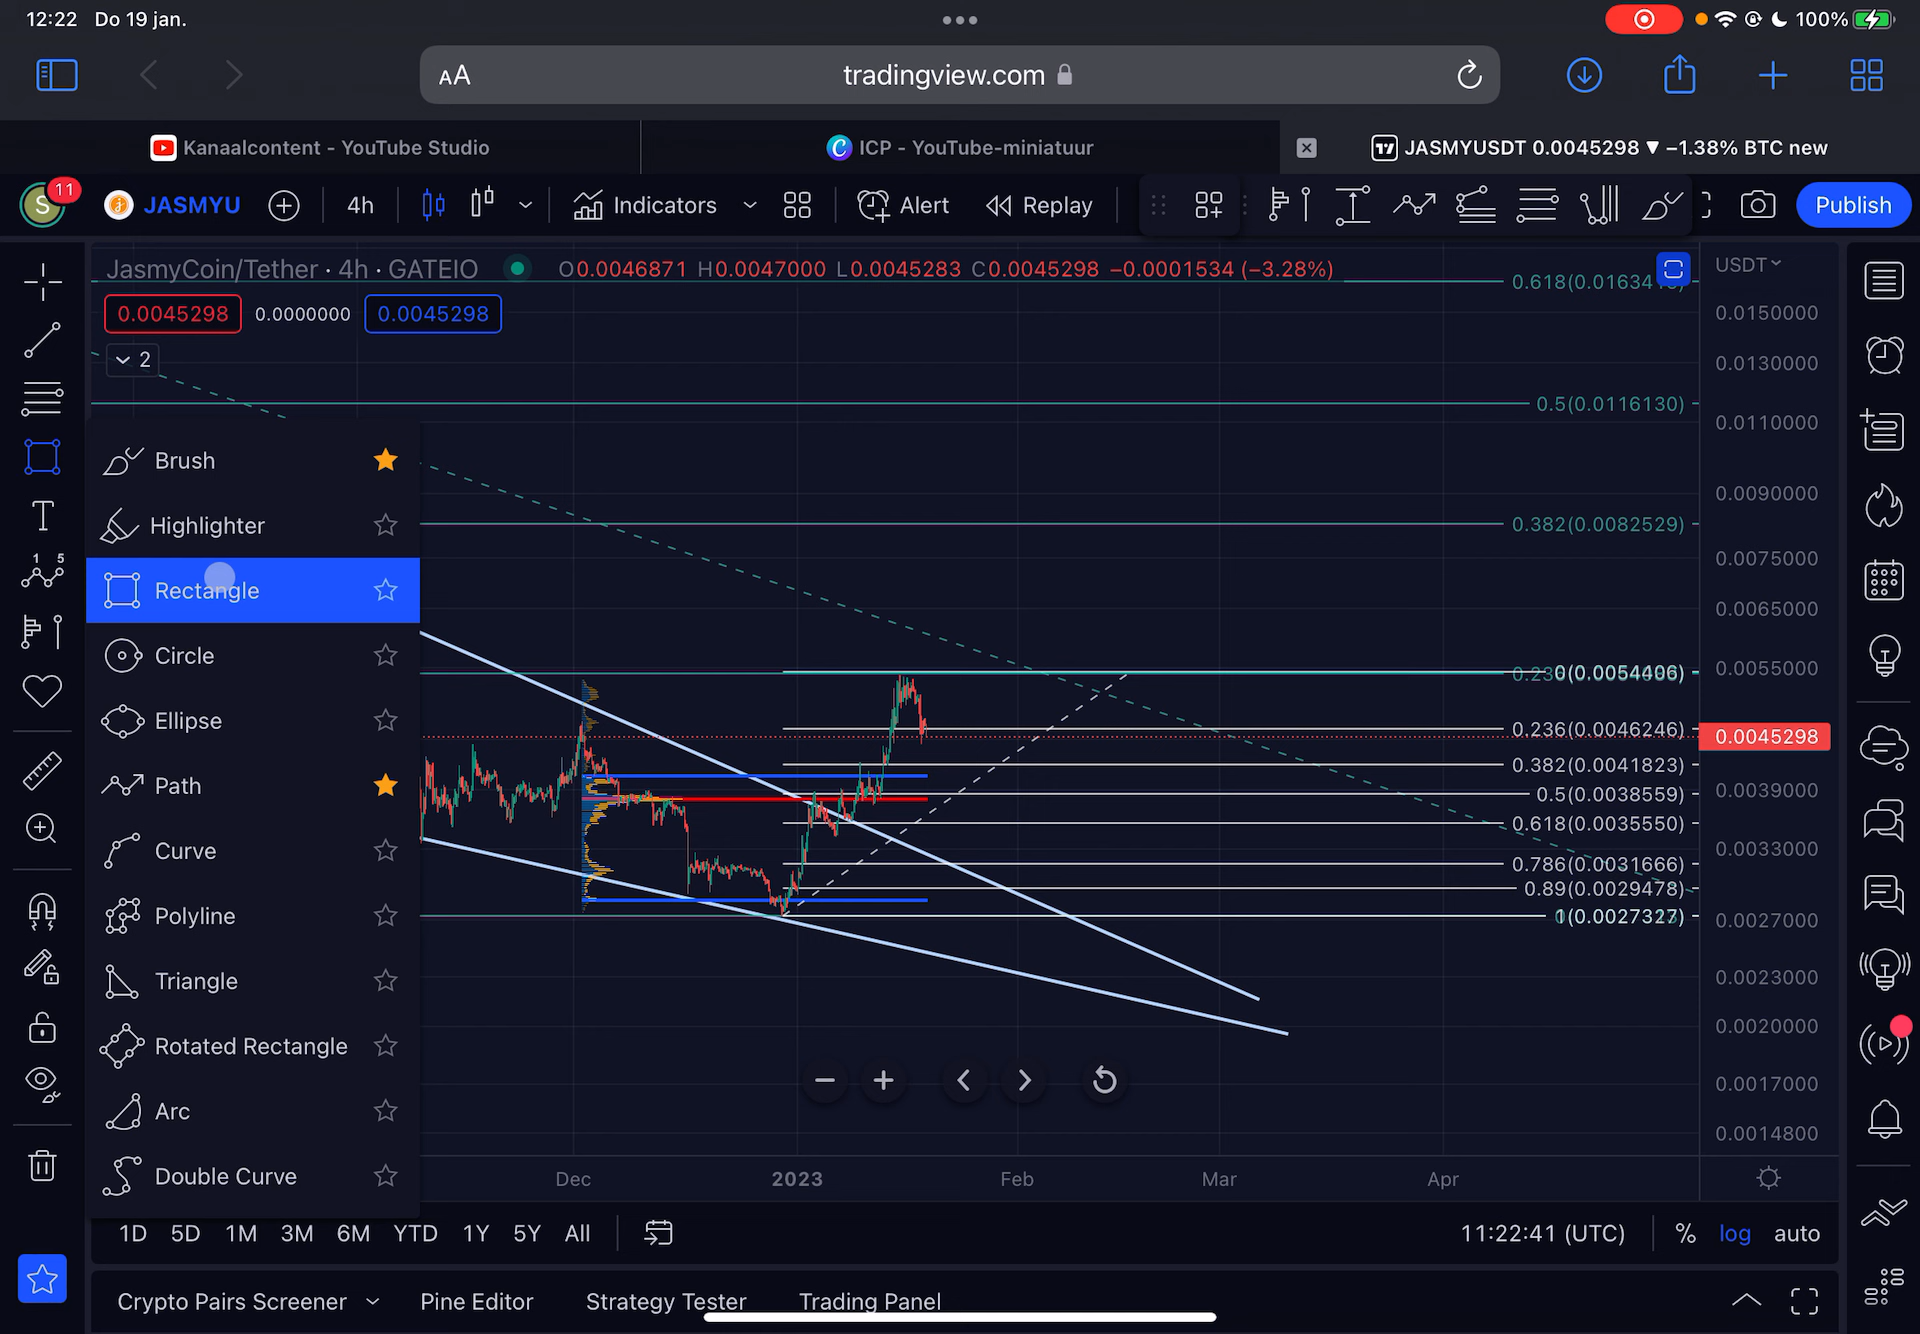 12:22 Do 19 jan. 100%
AA tradingview.com
Kanaalcontent - YouTube Studio ICP - YouTube-miniatuur JASMYUSDT 0.0045298 ▼ −1.38% BTC new
S 11 JASMYU 4h Indicators Alert Replay Publish
JasmyCoin/Tether · 4h · GATEIO O0.0046871 H0.0047000 L0.0045283 C0.0045298 −0.0001534 (−3.28%)
USDT
0.0045298 0.0000000 0.0045298
0.0150000
2
0.0130000
0.5(0.0116130)
0.0110000
Brush
0.0090000
Highlighter
0.382(0.0082529)
0.0075000
Rectangle
0.0065000
Circle
0.0055000
0(0.0054406)
Ellipse
0.236(0.0046246)
0.0045298
0.382(0.0041823)
Path
0.0039000
0.5(0.0038559)
0.618(0.0035550)
Curve
0.0033000
0.786(0.0031666)
0.89(0.0029478)
Polyline
1(0.0027327)
0.0027000
Triangle
0.0023000
Rotated Rectangle
0.0020000
0.0017000
Arc
0.0014800
Double Curve
Dec 2023 Feb Mar Apr
1D 5D 1M 3M 6M YTD 1Y 5Y All 11:22:41 (UTC) % log auto
Crypto Pairs Screener Pine Editor Strategy Tester Trading Panel